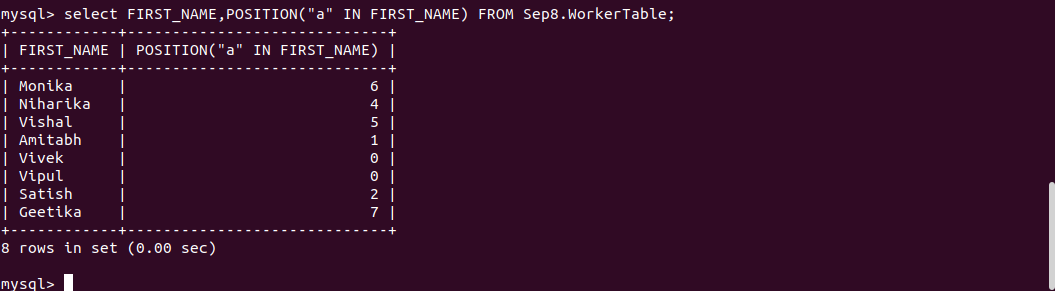 mysql> select FIRST_NAME,POSITION("a" IN FIRST_NAME) FROM Sep8.WorkerTable;
+------------+-----------------------------+
| FIRST_NAME | POSITION("a" IN FIRST_NAME) |
+------------+-----------------------------+
| Monika     |                           6 |
| Niharika   |                           4 |
| Vishal     |                           5 |
| Amitabh    |                           1 |
| Vivek      |                           0 |
| Vipul      |                           0 |
| Satish     |                           2 |
| Geetika    |                           7 |
+------------+-----------------------------+
8 rows in set (0.00 sec)
mysql>